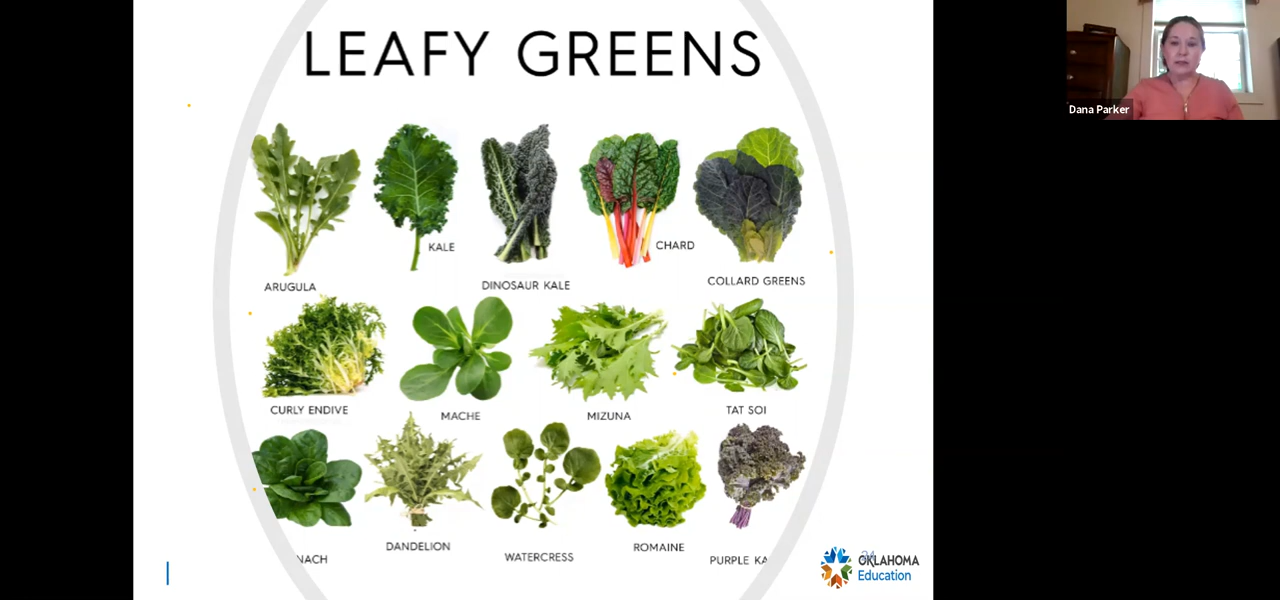 LEAFY GREENS
Dana Parker
ARUGULA
KALE
DINOSAUR KALE
CHARD
COLLARD GREENS
CURLY ENDIVE
MACHE
MIZUNA
TAT SOI
NACH
DANDELION
WATERCRESS
ROMAINE
PURPLE KA
OKLAHOMA
Education